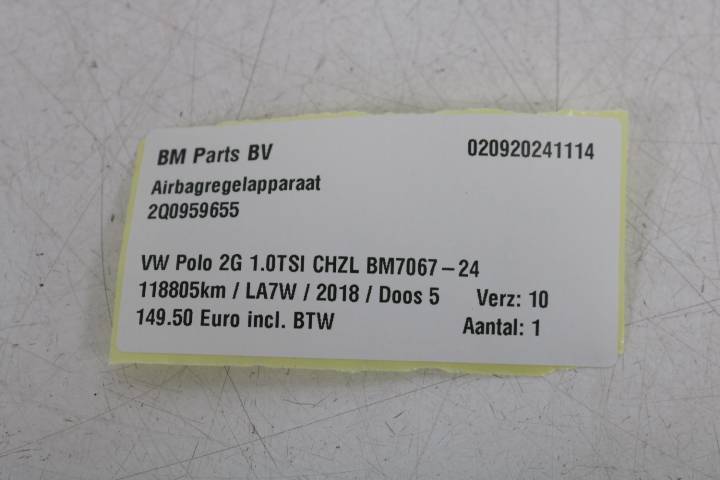 BM Parts BV 020920241114
Airbagregelapparaat
2Q0959655
VW Polo 2G 1.0TSI CHZL BM7067-24
118805km / LA7W / 2018 / Doos 5 Verz: 10
149.50 Euro incl. BTW Aantal: 1